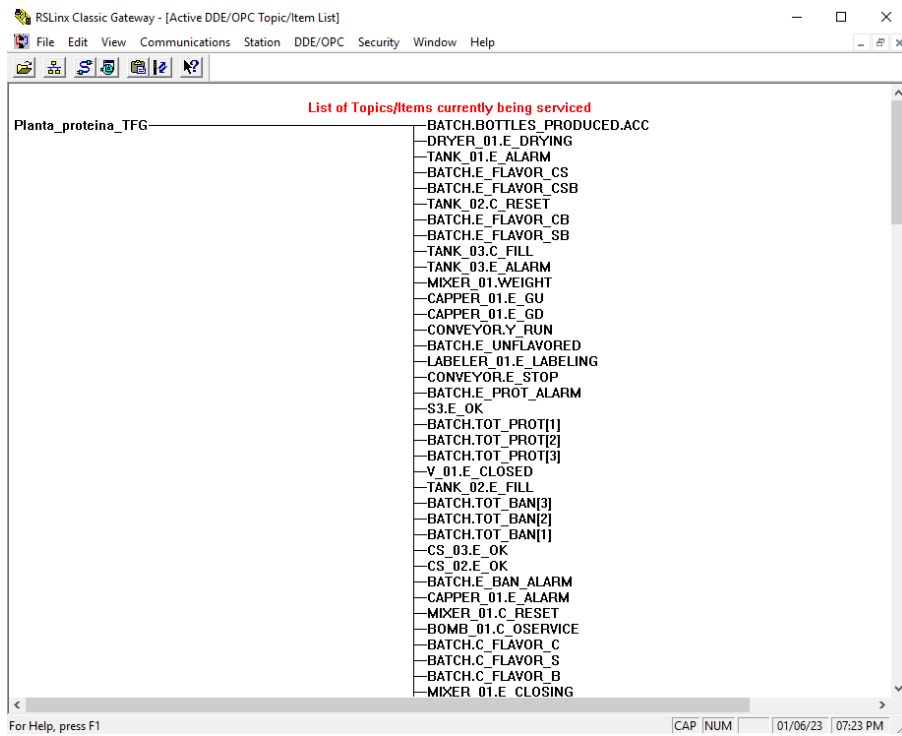 RSLinx Classic Gateway - [Active DDE/OPC Topic/Item List]
File Edit View Communications Station DDE/OPC Security Window Help
List of Topics/Items currently being serviced
Planta_proteina_TFG
BATCH.BOTTLES_PRODUCED.ACC
DRYER_01.E_DRYING
TANK_01.E_ALARM
BATCH.E_FLAVOR_CS
BATCH.E_FLAVOR_CSB
TANK_02.C_RESET
BATCH.E_FLAVOR_CB
BATCH.E_FLAVOR_SB
TANK_03.C_FILL
TANK_03.E_ALARM
MIXER_01.WEIGHT
CAPPER_01.E_GU
CAPPER_01.E_GD
CONVEYOR.Y_RUN
BATCH.E_UNFLAVORED
LABELER_01.E_LABELING
CONVEYOR.E_STOP
BATCH.E_PROT_ALARM
S3.E_OK
BATCH.TOT_PROT[1]
BATCH.TOT_PROT[2]
BATCH.TOT_PROT[3]
V_01.E_CLOSED
TANK_02.E_FILL
BATCH.TOT_BAN[3]
BATCH.TOT_BAN[2]
BATCH.TOT_BAN[1]
CS_03.E_OK
CS_02.E_OK
BATCH.E_BAN_ALARM
CAPPER_01.E_ALARM
MIXER_01.C_RESET
BOMB_01.C_OSERVICE
BATCH.C_FLAVOR_C
BATCH.C_FLAVOR_S
BATCH.C_FLAVOR_B
MIXER_01.E_CLOSING
For Help, press F1 CAP NUM 01/06/23 07:23 PM